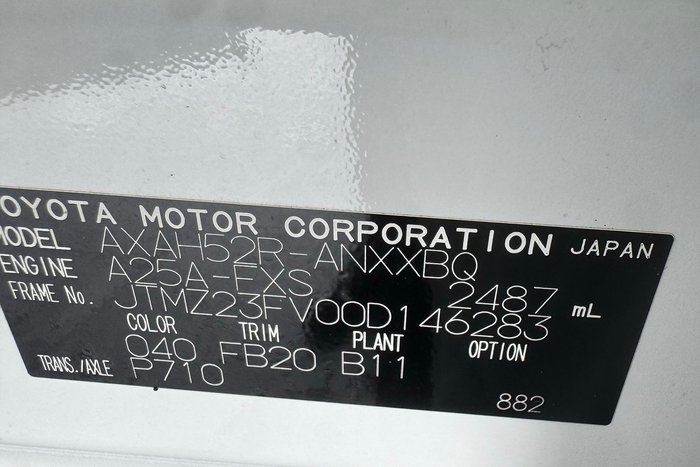 OYOTA MOTOR CORPORATION JAPAN
MODEL AXAH52R-ANXXBQ
ENGINE A25A-FXS 2487 mL
FRAME No. JTMZ23FV00D146283
COLOR TRIM PLANT OPTION
040 FB20 B11
TRANS./AXLE P710
882